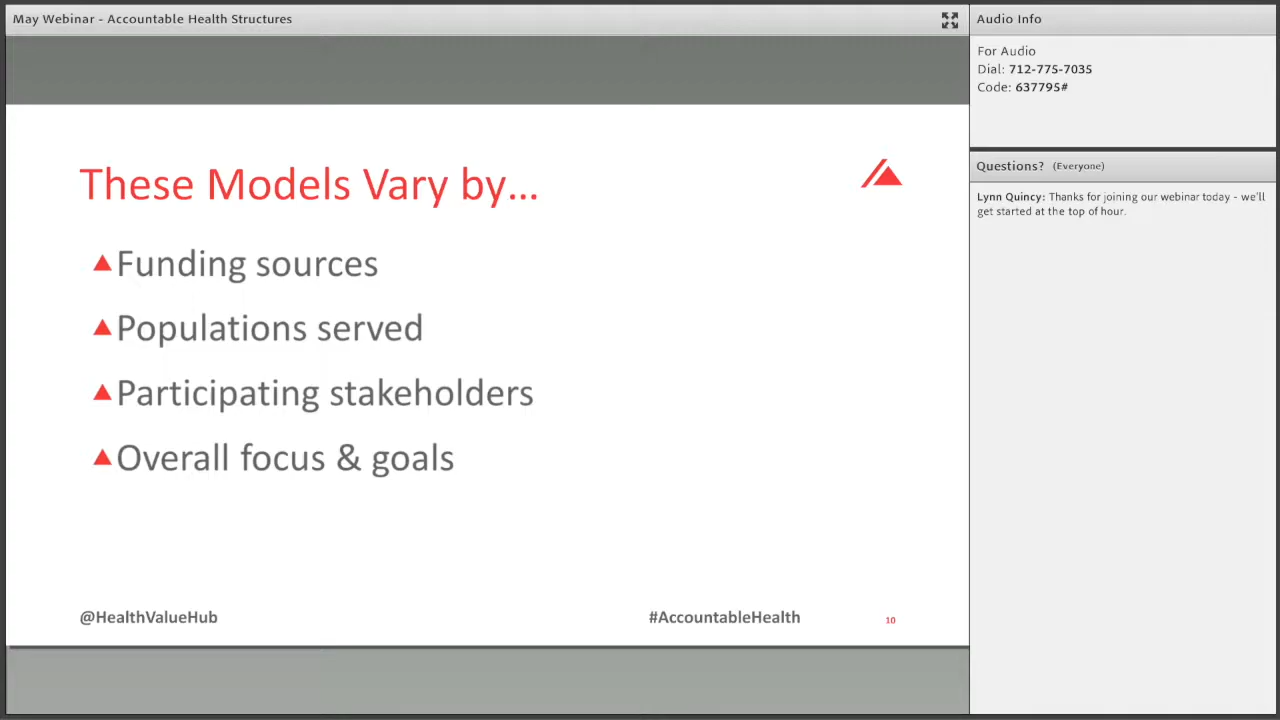 May Webinar - Accountable Health Structures
These Models Vary by...
Funding sources
Populations served
Participating stakeholders
Overall focus & goals
@HealthValueHub
#AccountableHealth
10
Audio Info
For Audio
Dial: 712-775-7035
Code: 637795#
Questions? (Everyone)
Lynn Quincy: Thanks for joining our webinar today - we'll
get started at the top of hour.